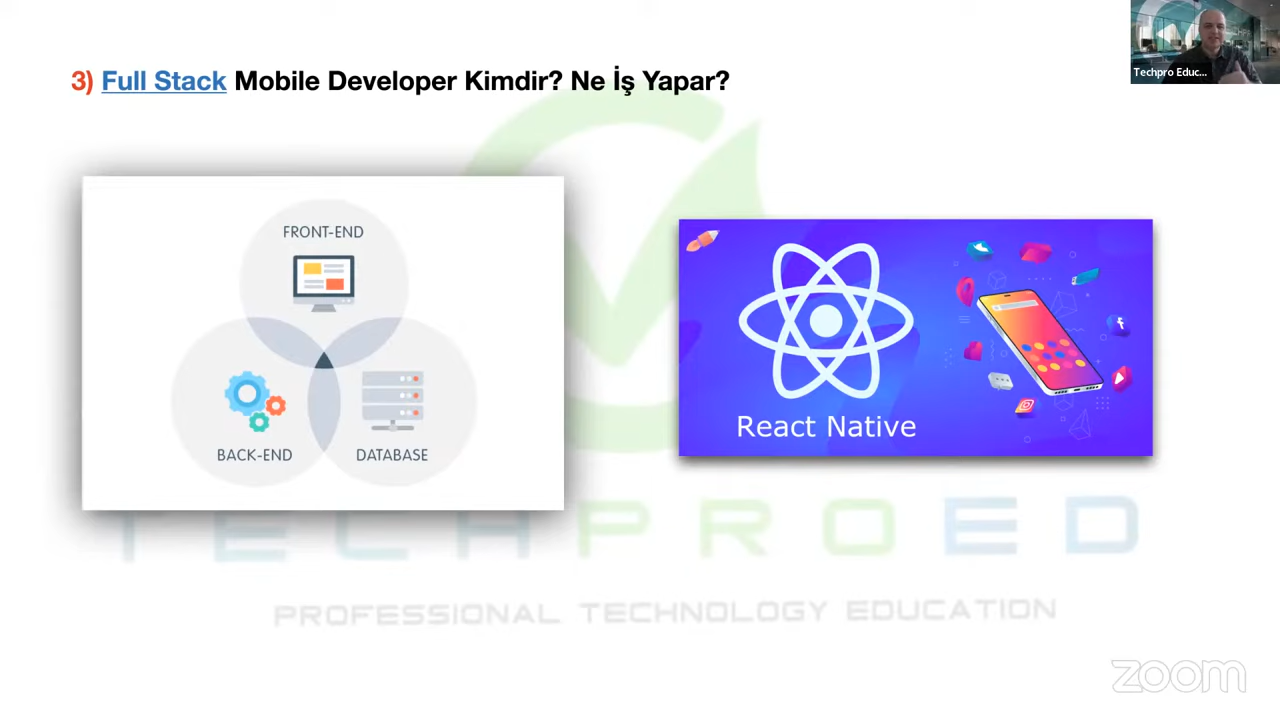 3) Full Stack Mobile Developer Kimdir? Ne İş Yapar?
Techpro Educ...
FRONT-END
BACK-END
DATABASE
React Native
TECHPROED
PROFESSIONAL TECHNOLOGY EDUCATION
zoom